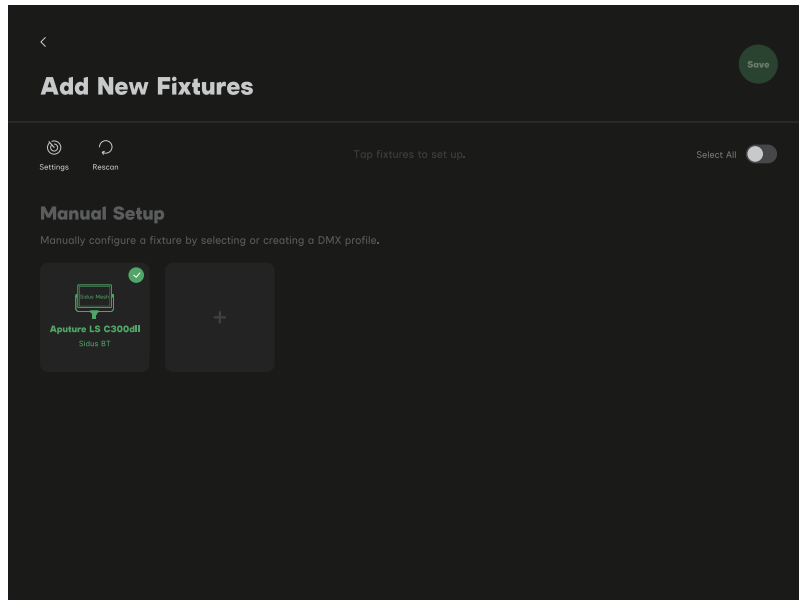 Save
Add New Fixtures
Settings
Rescan
Tap fixtures to set up.
Select All
Manual Setup
Manually configure a fixture by selecting or creating a DMX profile.
Sidus Mesh
Aputure LS C300dll
Sidus BT